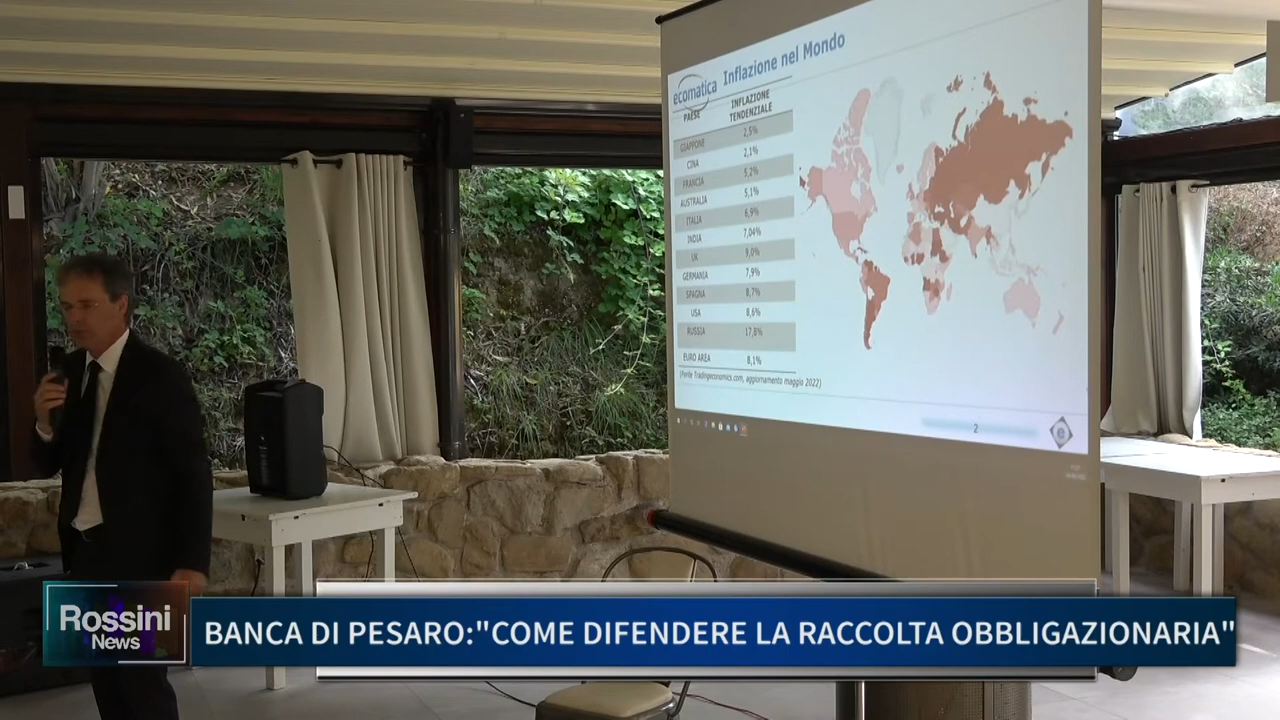 ecomatica
Inflazione nel Mondo
PAESE INFLAZIONE TENDENZIALE
GIAPPONE 2,5%
CINA 2,1%
FRANCIA 5,2%
AUSTRALIA 5,1%
ITALIA 6,9%
INDIA 7,04%
UK 9,0%
GERMANIA 7,9%
SPAGNA 8,7%
USA 8,6%
RUSSIA 17,8%
EURO AREA 8,1%
(Fonte Tradingeconomics.com, aggiornamento maggio 2022)
2
Rossini
News
BANCA DI PESARO:"COME DIFENDERE LA RACCOLTA OBBLIGAZIONARIA"